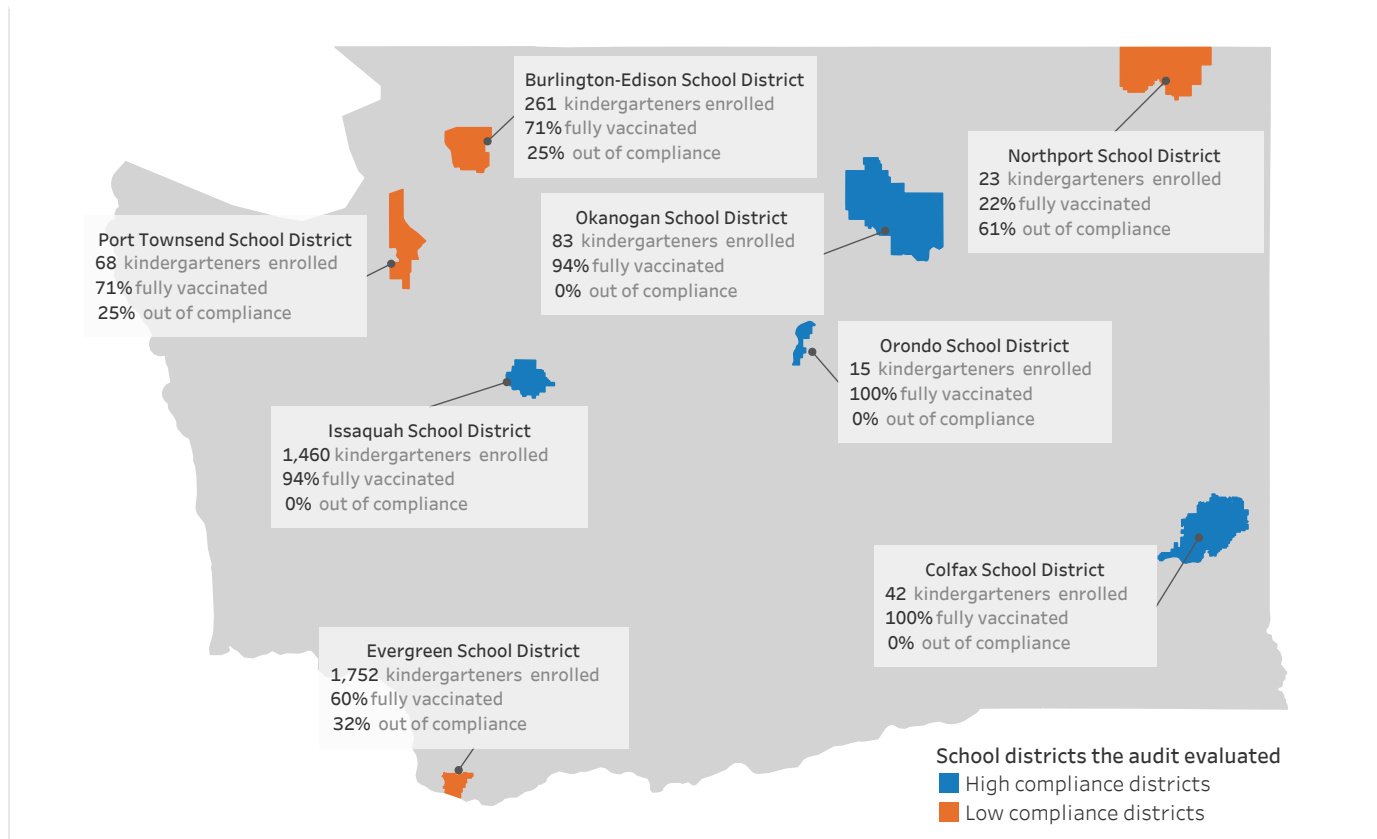 Burlington-Edison School District
261 kindergarteners enrolled
71% fully vaccinated
25% out of compliance
Northport School District
23 kindergarteners enrolled
22% fully vaccinated
61% out of compliance
Okanogan School District
83 kindergarteners enrolled
94% fully vaccinated
0% out of compliance
Port Townsend School District
68 kindergarteners enrolled
71% fully vaccinated
25% out of compliance
Orondo School District
15 kindergarteners enrolled
100% fully vaccinated
0% out of compliance
Issaquah School District
1,460 kindergarteners enrolled
94% fully vaccinated
0% out of compliance
Colfax School District
42 kindergarteners enrolled
100% fully vaccinated
0% out of compliance
Evergreen School District
1,752 kindergarteners enrolled
60% fully vaccinated
32% out of compliance
School districts the audit evaluated
High compliance districts
Low compliance districts